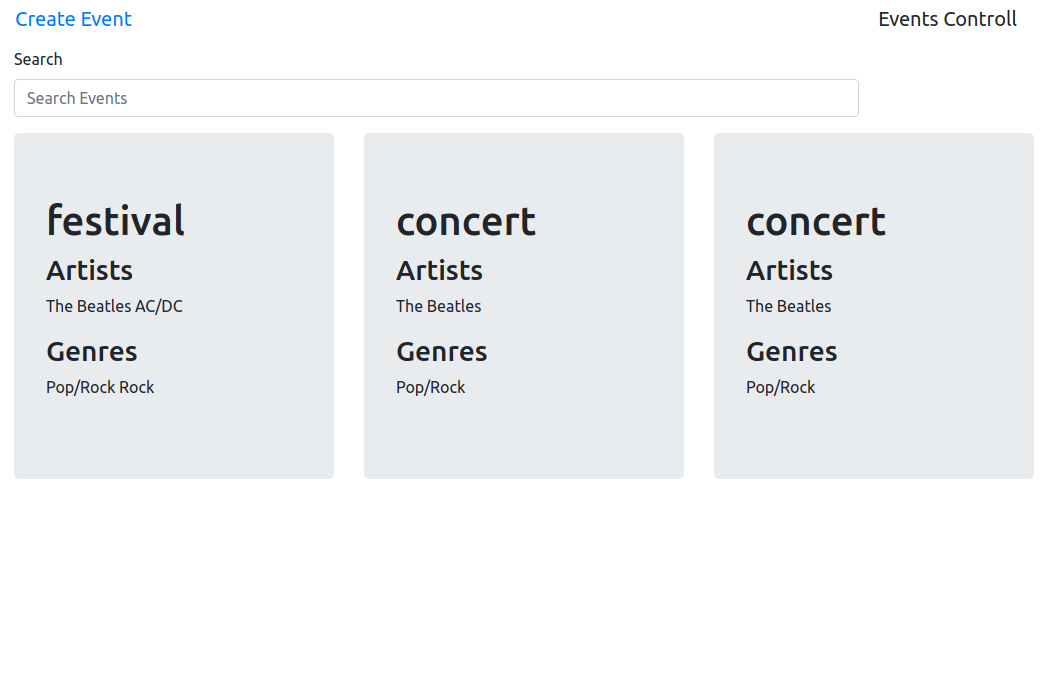 Create Event
Events Controll
Search
Search Events
festival
Artists
The Beatles AC/DC
Genres
Pop/Rock Rock
concert
Artists
The Beatles
Genres
Pop/Rock
concert
Artists
The Beatles
Genres
Pop/Rock